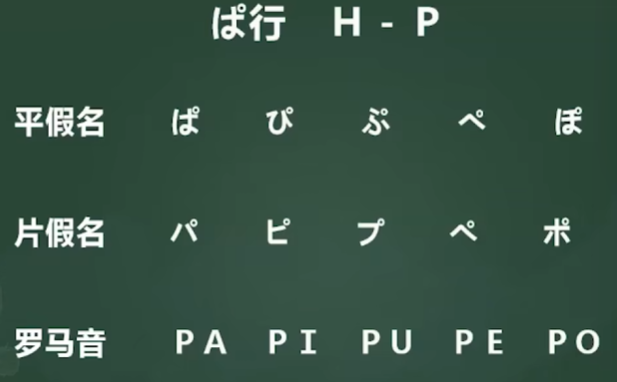 ぱ行 H - P
平假名 ぱ ぴ ぷ ぺ ぽ
片假名 パ ピ プ ペ ポ
罗马音 PA PI PU PE PO